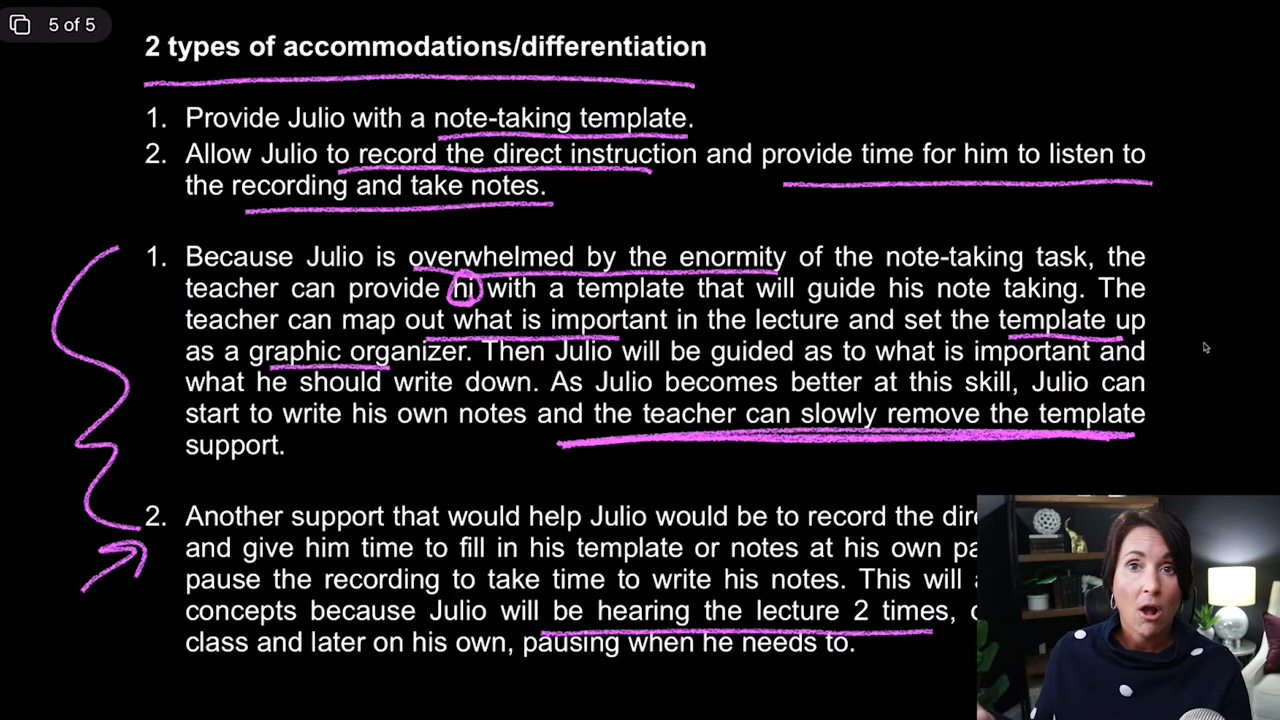 5 of 5
2 types of accommodations/differentiation
1. Provide Julio with a note-taking template.
2. Allow Julio to record the direct instruction and provide time for him to listen to
the recording and take notes.
1. Because Julio is overwhelmed by the enormity of the note-taking task, the
teacher can provide hi with a template that will guide his note taking. The
teacher can map out what is important in the lecture and set the template up
as a graphic organizer. Then Julio will be guided as to what is important and
what he should write down. As Julio becomes better at this skill, Julio can
start to write his own notes and the teacher can slowly remove the template
support.
2. Another support that would help Julio would be to record the
and give him time to fill in his template or notes at his own
pause the recording to take time to write his notes. This will
concepts because Julio will be hearing the lecture 2 times,
class and later on his own, pausing when he needs to.